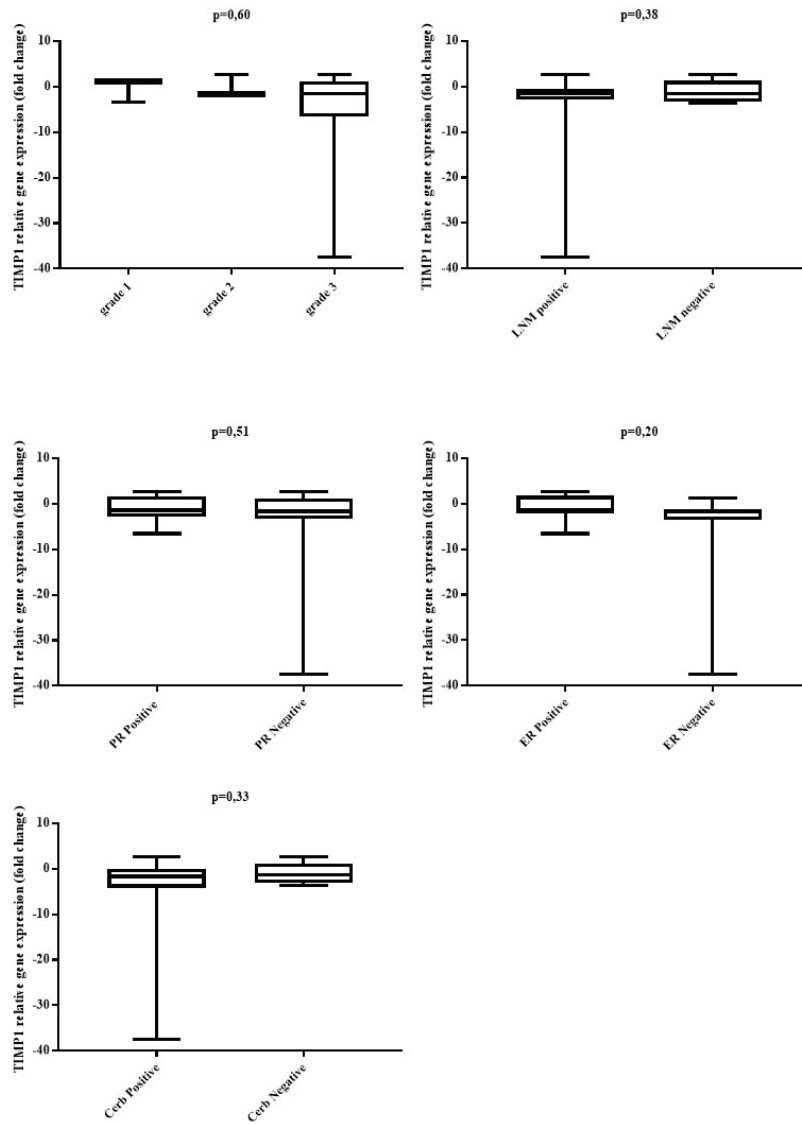 p=0,60
TIMP1 relative gene expression (fold change)
10
0
-10
-20
-30
-40
grade 1
grade 2
grade 3
p=0,38
TIMP1 relative gene expression (fold change)
10
0
-10
-20
-30
-40
LNM positive
LNM negative
p=0,51
TIMP1 relative gene expression (fold change)
10
0
-10
-20
-30
-40
PR Positive
PR Negative
p=0,20
TIMP1 relative gene expression (fold change)
10
0
-10
-20
-30
-40
ER Positive
ER Negative
p=0,33
TIMP1 relative gene expression (fold change)
10
0
-10
-20
-30
-40
Cerb Positive
Cerb Negative